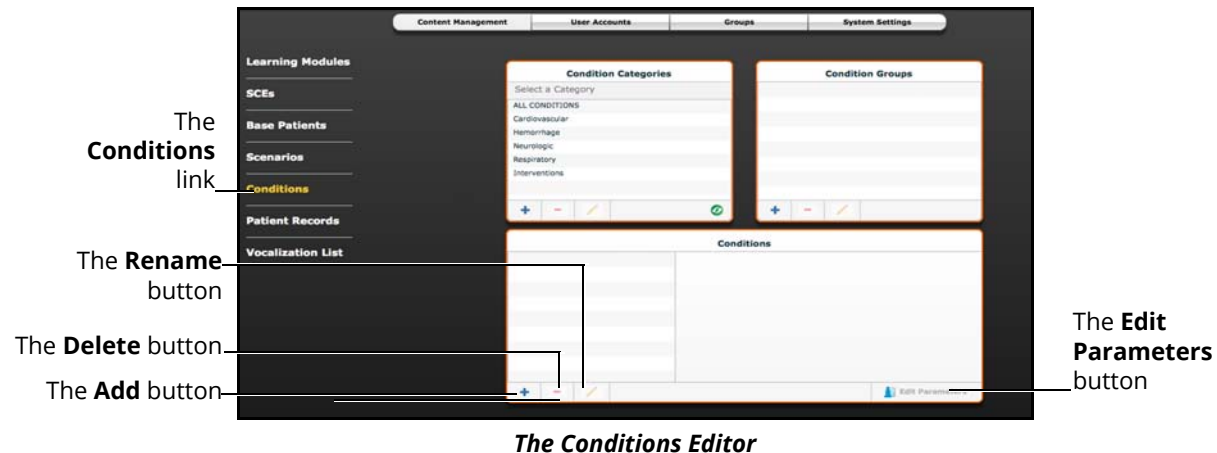 Content Management User Accounts Groups System Settings
Learning Modules
SCEs
Base Patients
Scenarios
Conditions
Patient Records
Vocalization List
Condition Categories
Select a Category
ALL CONDITIONS
Cardiovascular
Hemorrhage
Neurologic
Respiratory
Interventions
Condition Groups
Conditions
Edit Parameters
The
Conditions
link
The Rename
button
The Delete button
The Add button
The Edit
Parameters
button
The Conditions Editor